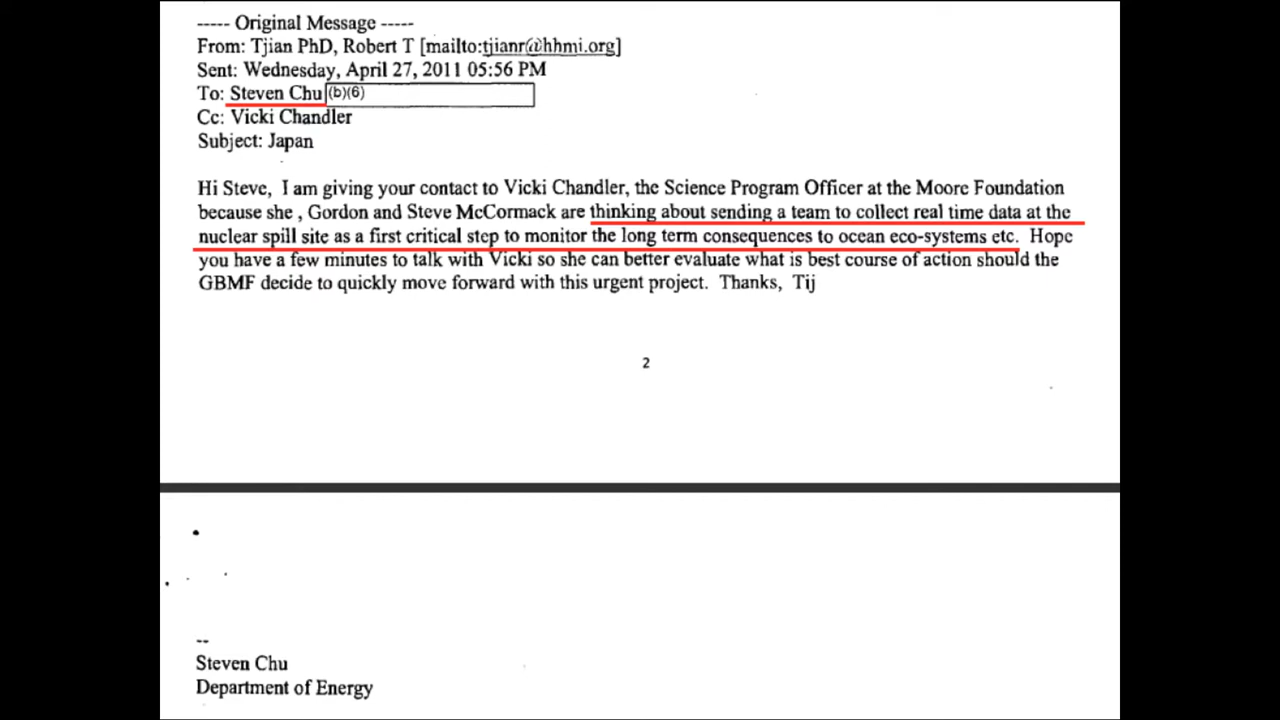 ----- Original Message -----
From: Tjian PhD, Robert T [mailto:tjianr@hhmi.org]
Sent: Wednesday, April 27, 2011 05:56 PM
To: Steven Chu (b)(6)
Cc: Vicki Chandler
Subject: Japan
Hi Steve, I am giving your contact to Vicki Chandler, the Science Program Officer at the Moore Foundation
because she , Gordon and Steve McCormack are thinking about sending a team to collect real time data at the
nuclear spill site as a first critical step to monitor the long term consequences to ocean eco-systems etc. Hope
you have a few minutes to talk with Vicki so she can better evaluate what is best course of action should the
GBMF decide to quickly move forward with this urgent project. Thanks, Tij
2
--
Steven Chu
Department of Energy